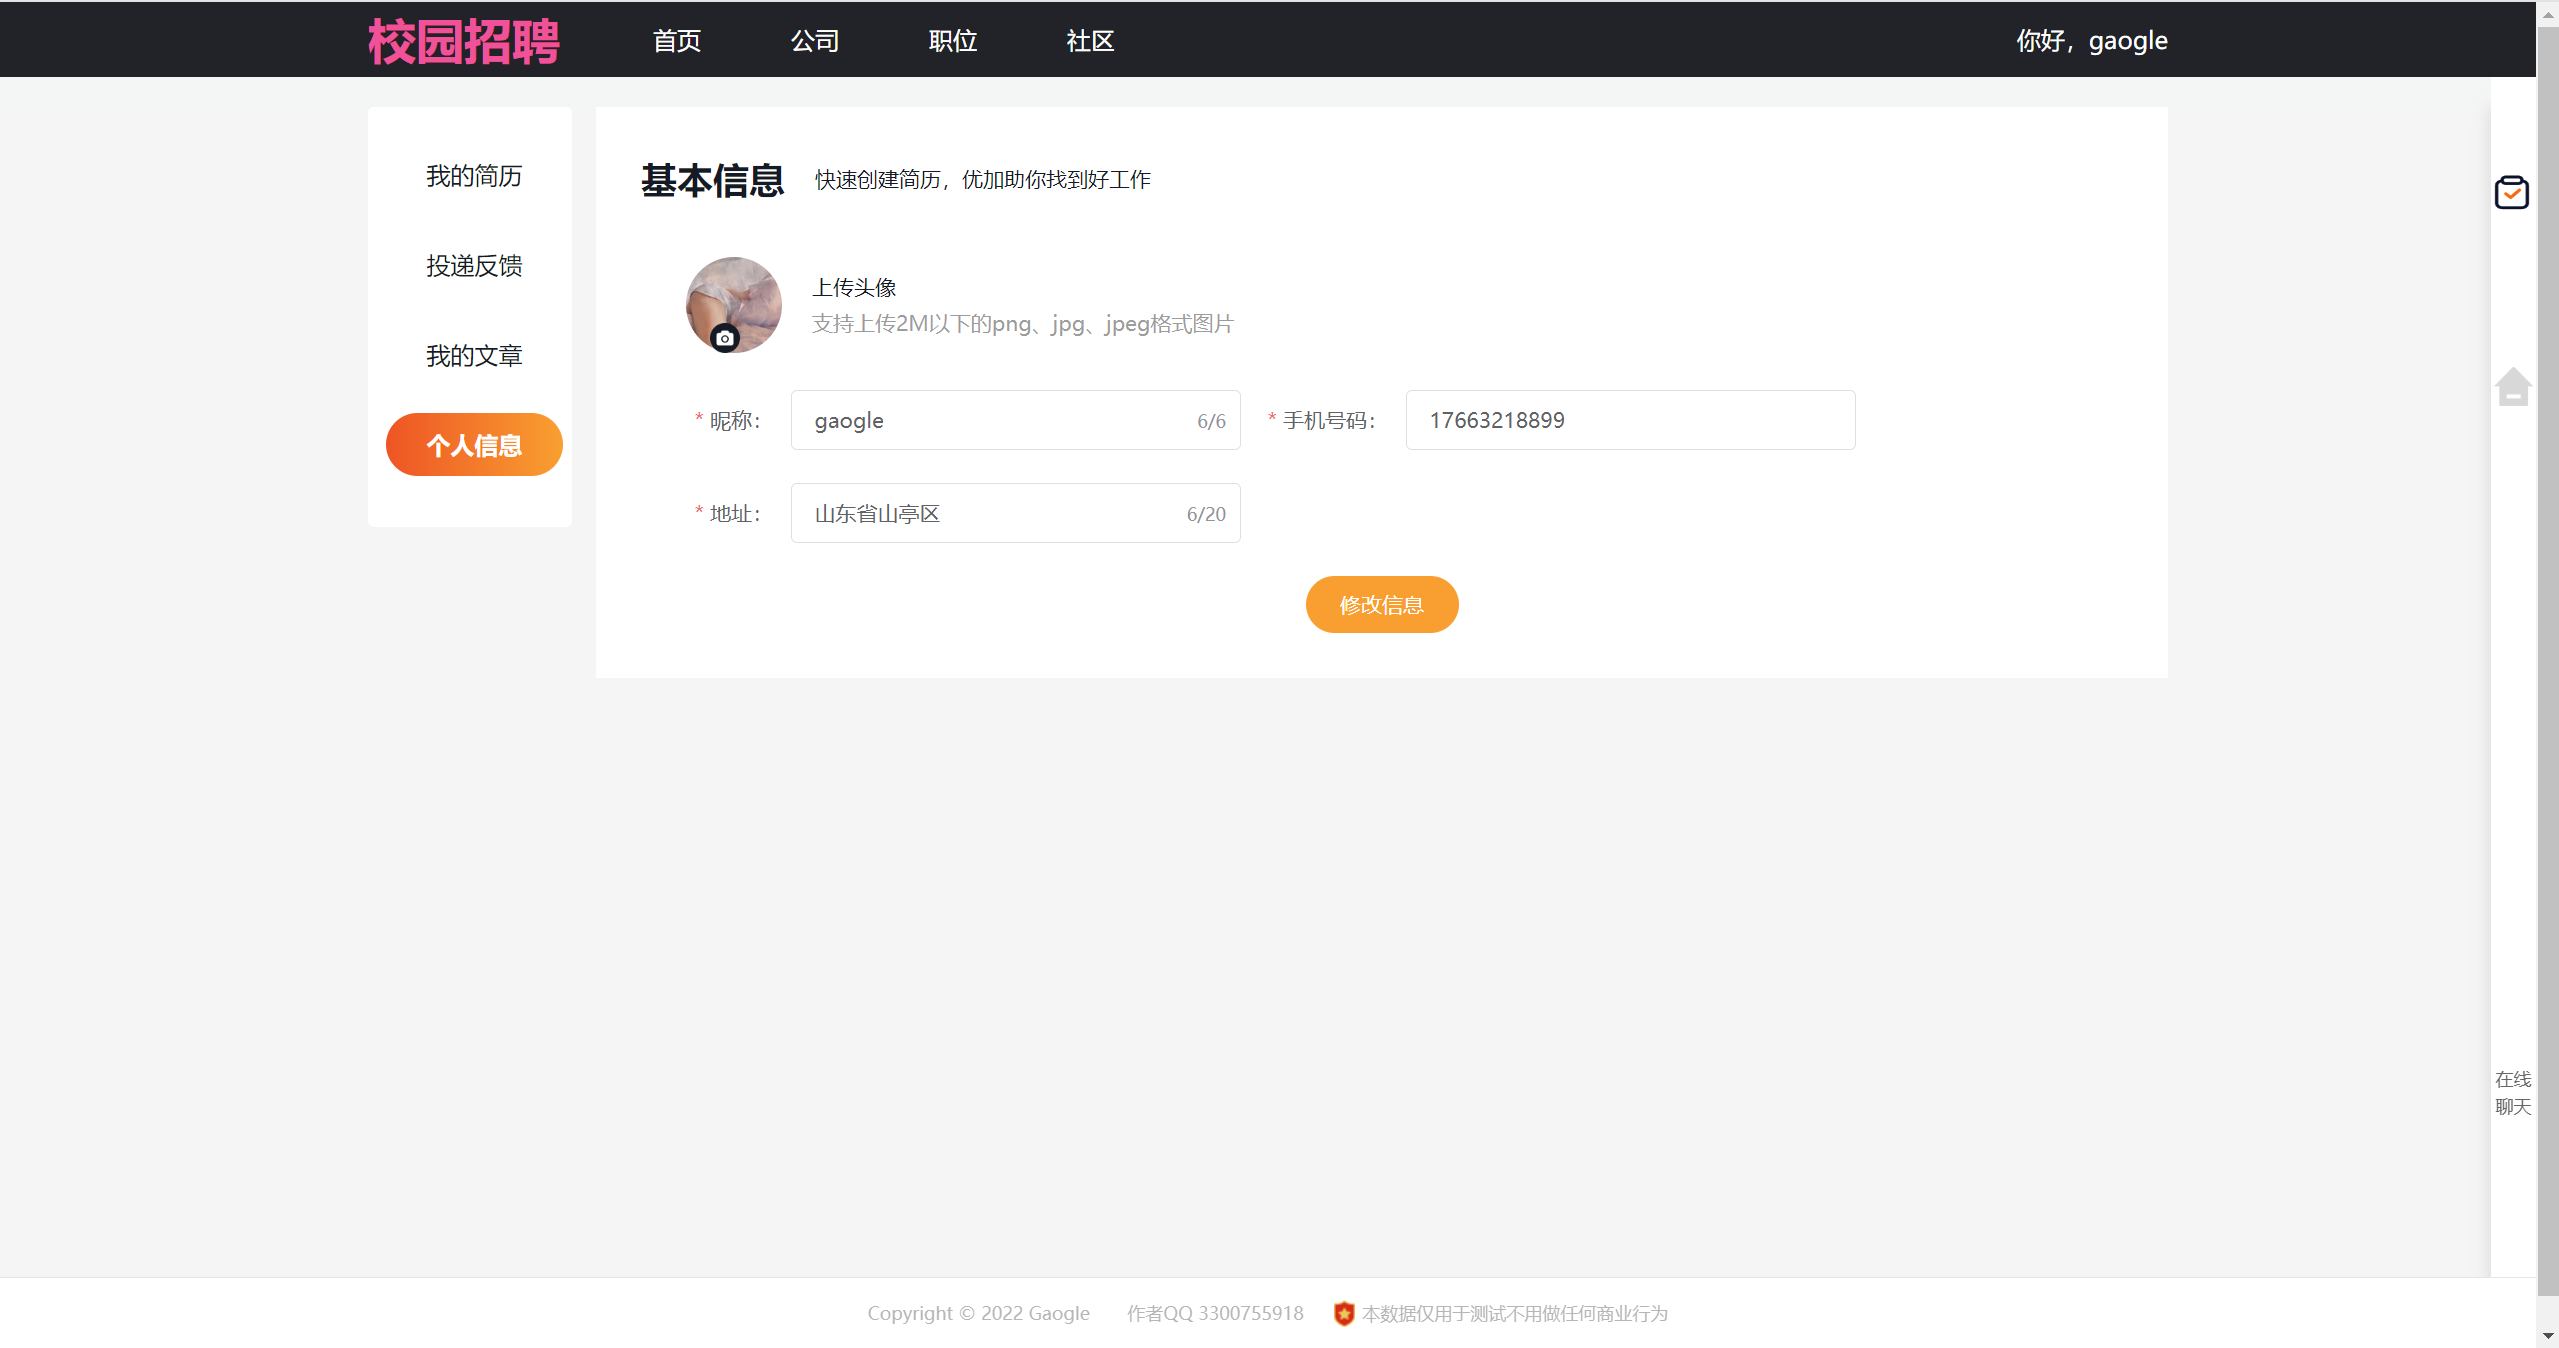 校园招聘 首页 公司 职位 社区 你好，gaogle
我的简历
投递反馈
我的文章
个人信息
基本信息 快速创建简历，优加助你找到好工作
上传头像
支持上传2M以下的png、jpg、jpeg格式图片
* 昵称： gaogle 6/6 * 手机号码： 17663218899
* 地址： 山东省山亭区 6/20
修改信息
在线
聊天
Copyright © 2022 Gaogle 作者QQ 3300755918 本数据仅用于测试不用做任何商业行为